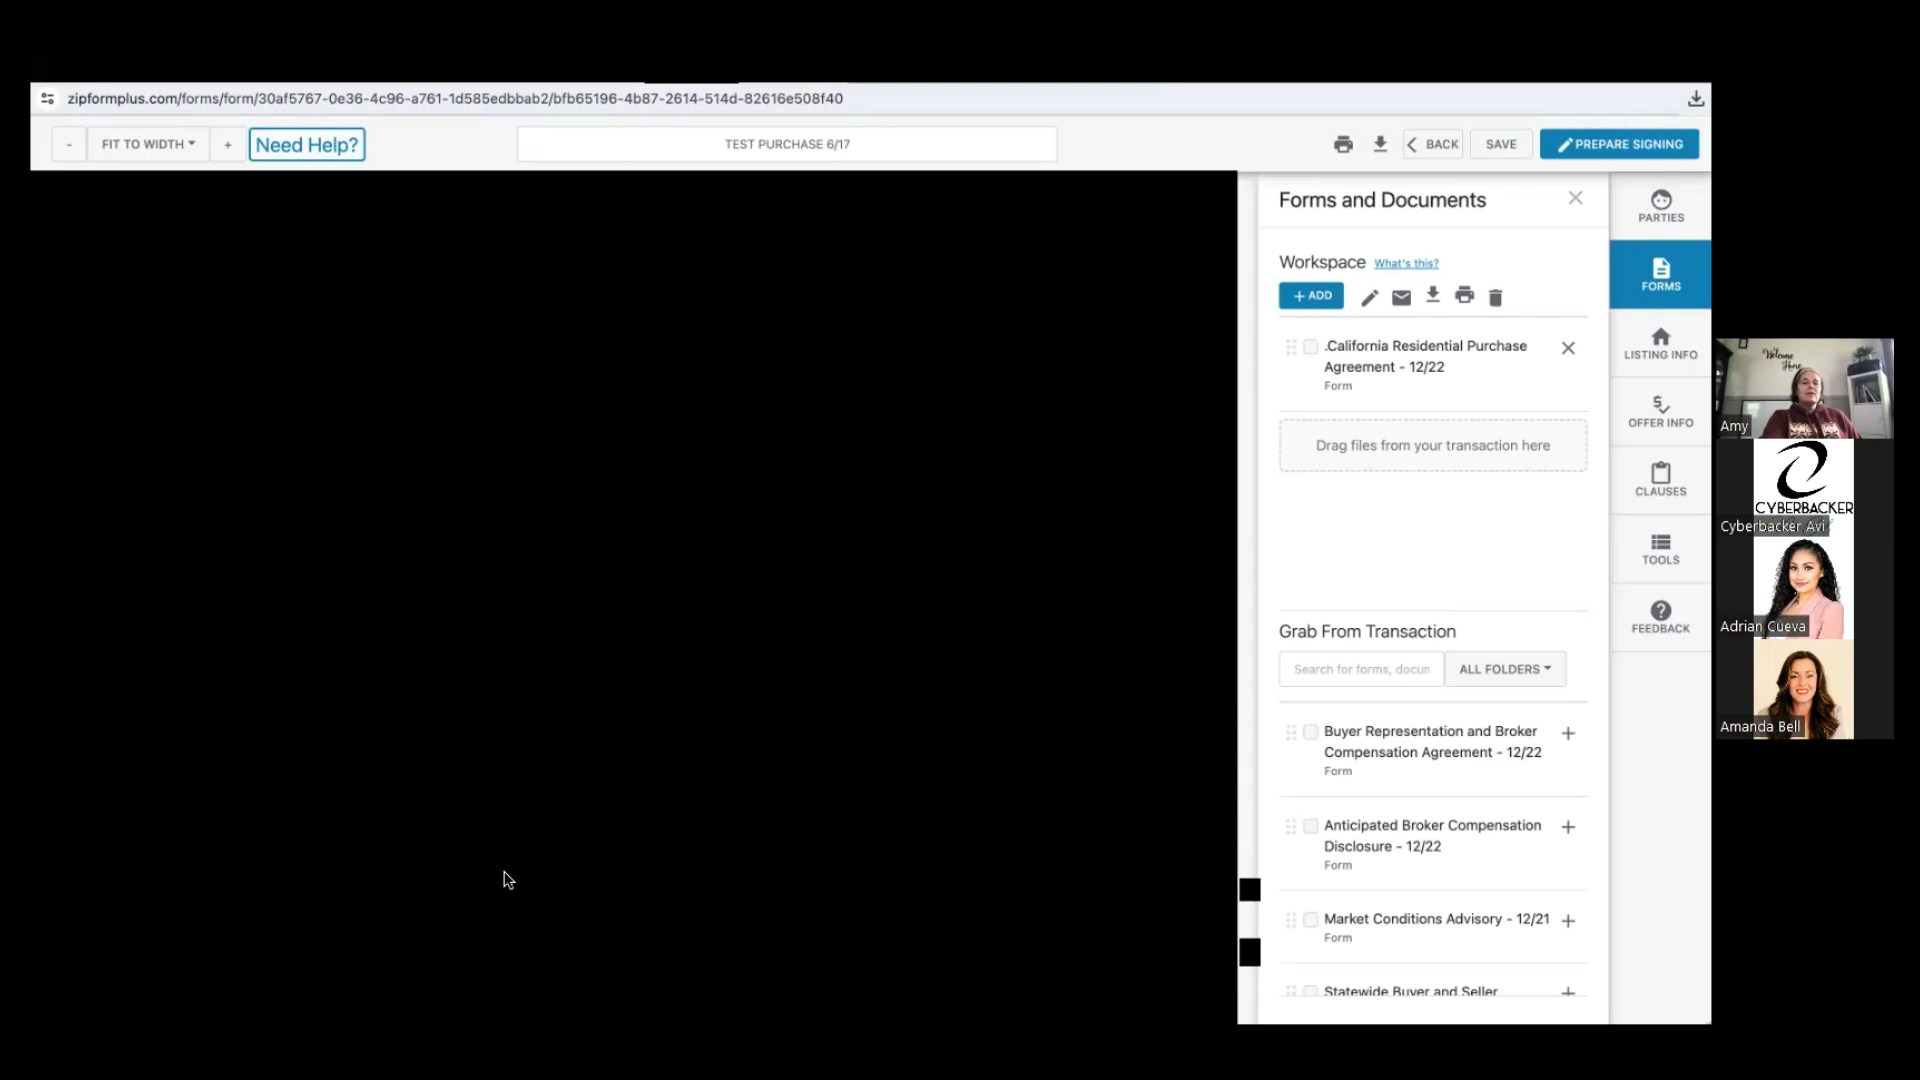 zipformplus.com/forms/form/30af5767-0e36-4c96-a761-1d585edbbab2/bfb65196-4b87-2614-514d-82616e508f40
-
FIT TO WIDTH
+
Need Help?
TEST PURCHASE 6/17
BACK
SAVE
PREPARE SIGNING
Forms and Documents
Workspace What's this?
+ ADD
.California Residential Purchase
Agreement - 12/22
Form
Drag files from your transaction here
Grab From Transaction
Search for forms, docun
ALL FOLDERS
Buyer Representation and Broker
Compensation Agreement - 12/22
Form
Anticipated Broker Compensation
Disclosure - 12/22
Form
Market Conditions Advisory - 12/21
Form
Statewide Buyer and Seller
PARTIES
FORMS
LISTING INFO
OFFER INFO
CLAUSES
TOOLS
FEEDBACK
Welcome
Home
Amy
CYBERBACKER
Cyberbacker Avi
Adrian Cueva
Amanda Bell